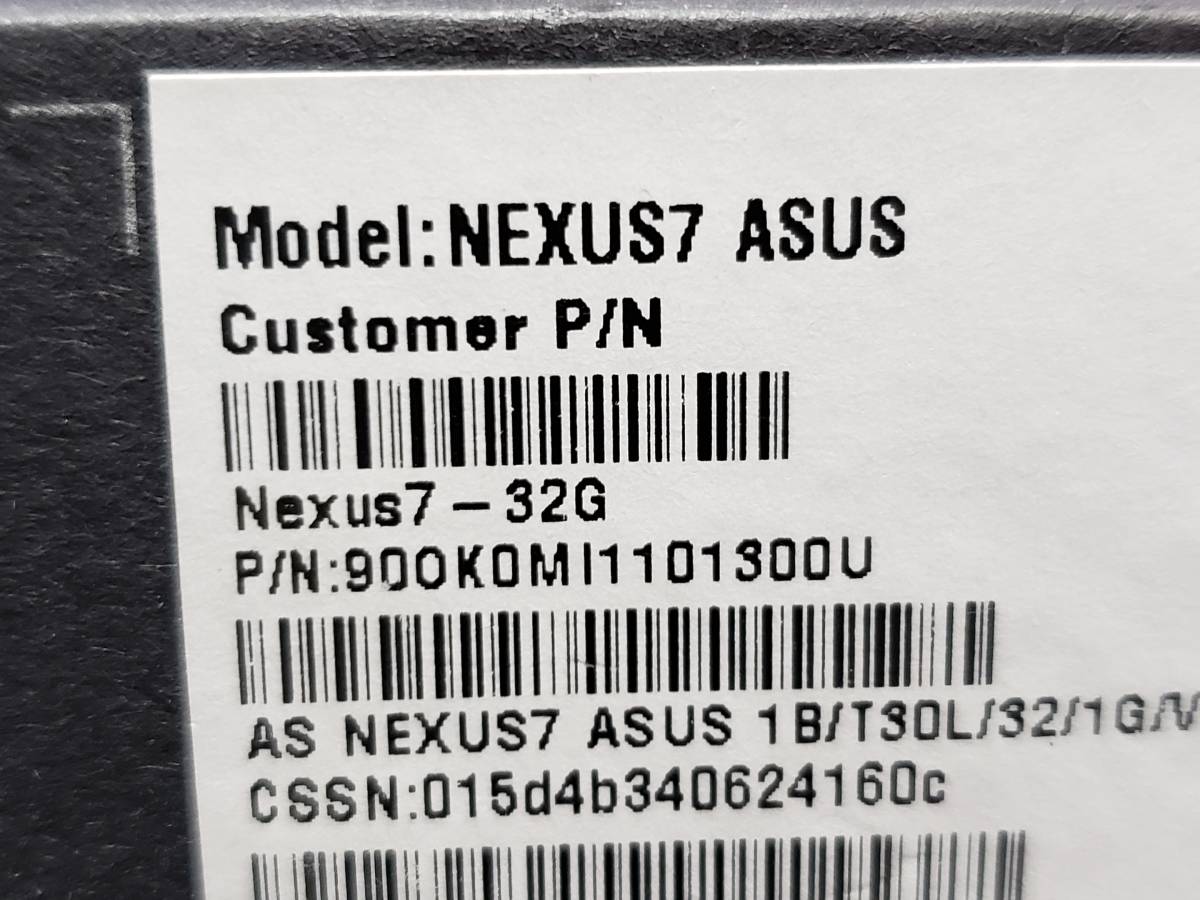 Model:NEXUS7 ASUS
Customer P/N
Nexus7-32G
P/N:90OK0MI1101300U
AS NEXUS7 ASUS 1B/T30L/32/1G/V
CSSN:015d4b340624160c